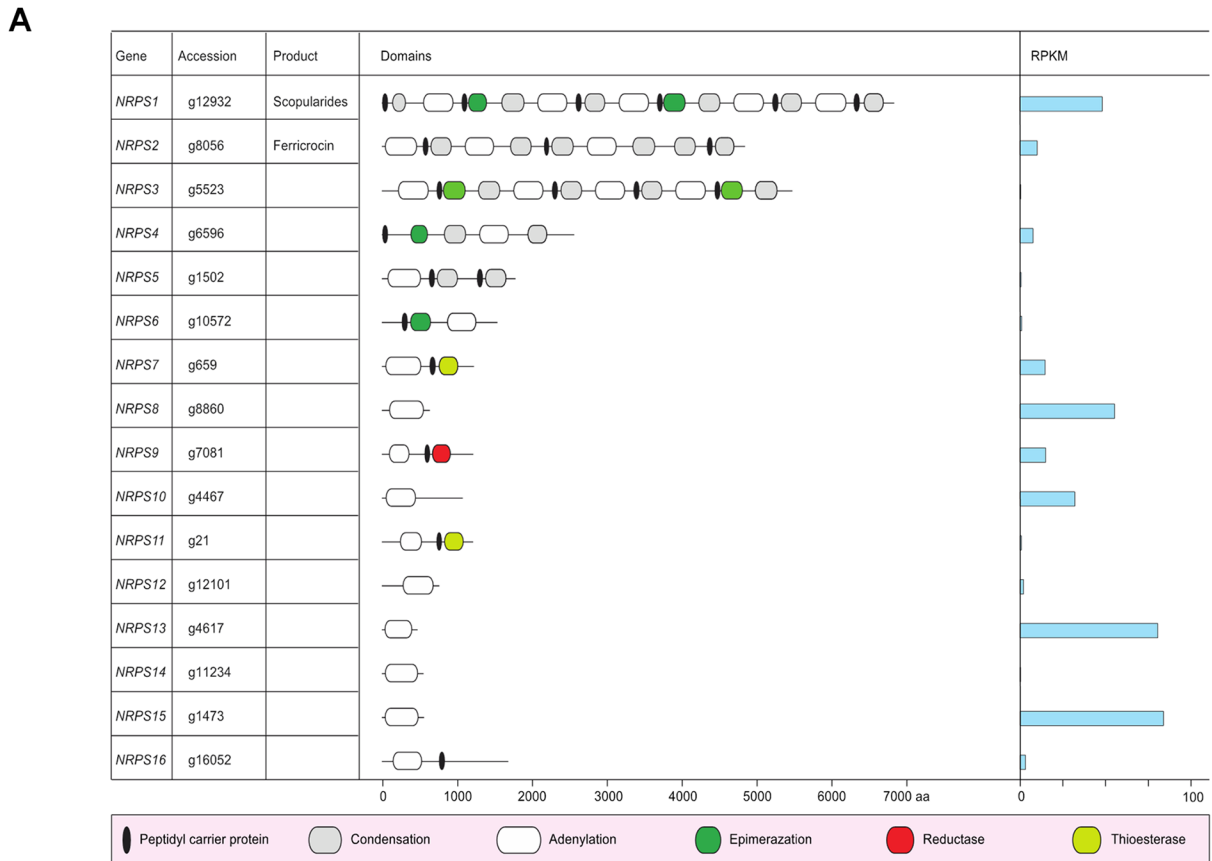 A
Gene Accession Product Domains RPKM
NRPS1 g12932 Scopularides
NRPS2 g8056 Ferricrocin
NRPS3 g5523
NRPS4 g6596
NRPS5 g1502
NRPS6 g10572
NRPS7 g659
NRPS8 g8860
NRPS9 g7081
NRPS10 g4467
NRPS11 g21
NRPS12 g12101
NRPS13 g4617
NRPS14 g11234
NRPS15 g1473
NRPS16 g16052
0 1000 2000 3000 4000 5000 6000 7000 aa 0 100
Peptidyl carrier protein Condensation Adenylation Epimerazation Reductase Thioesterase